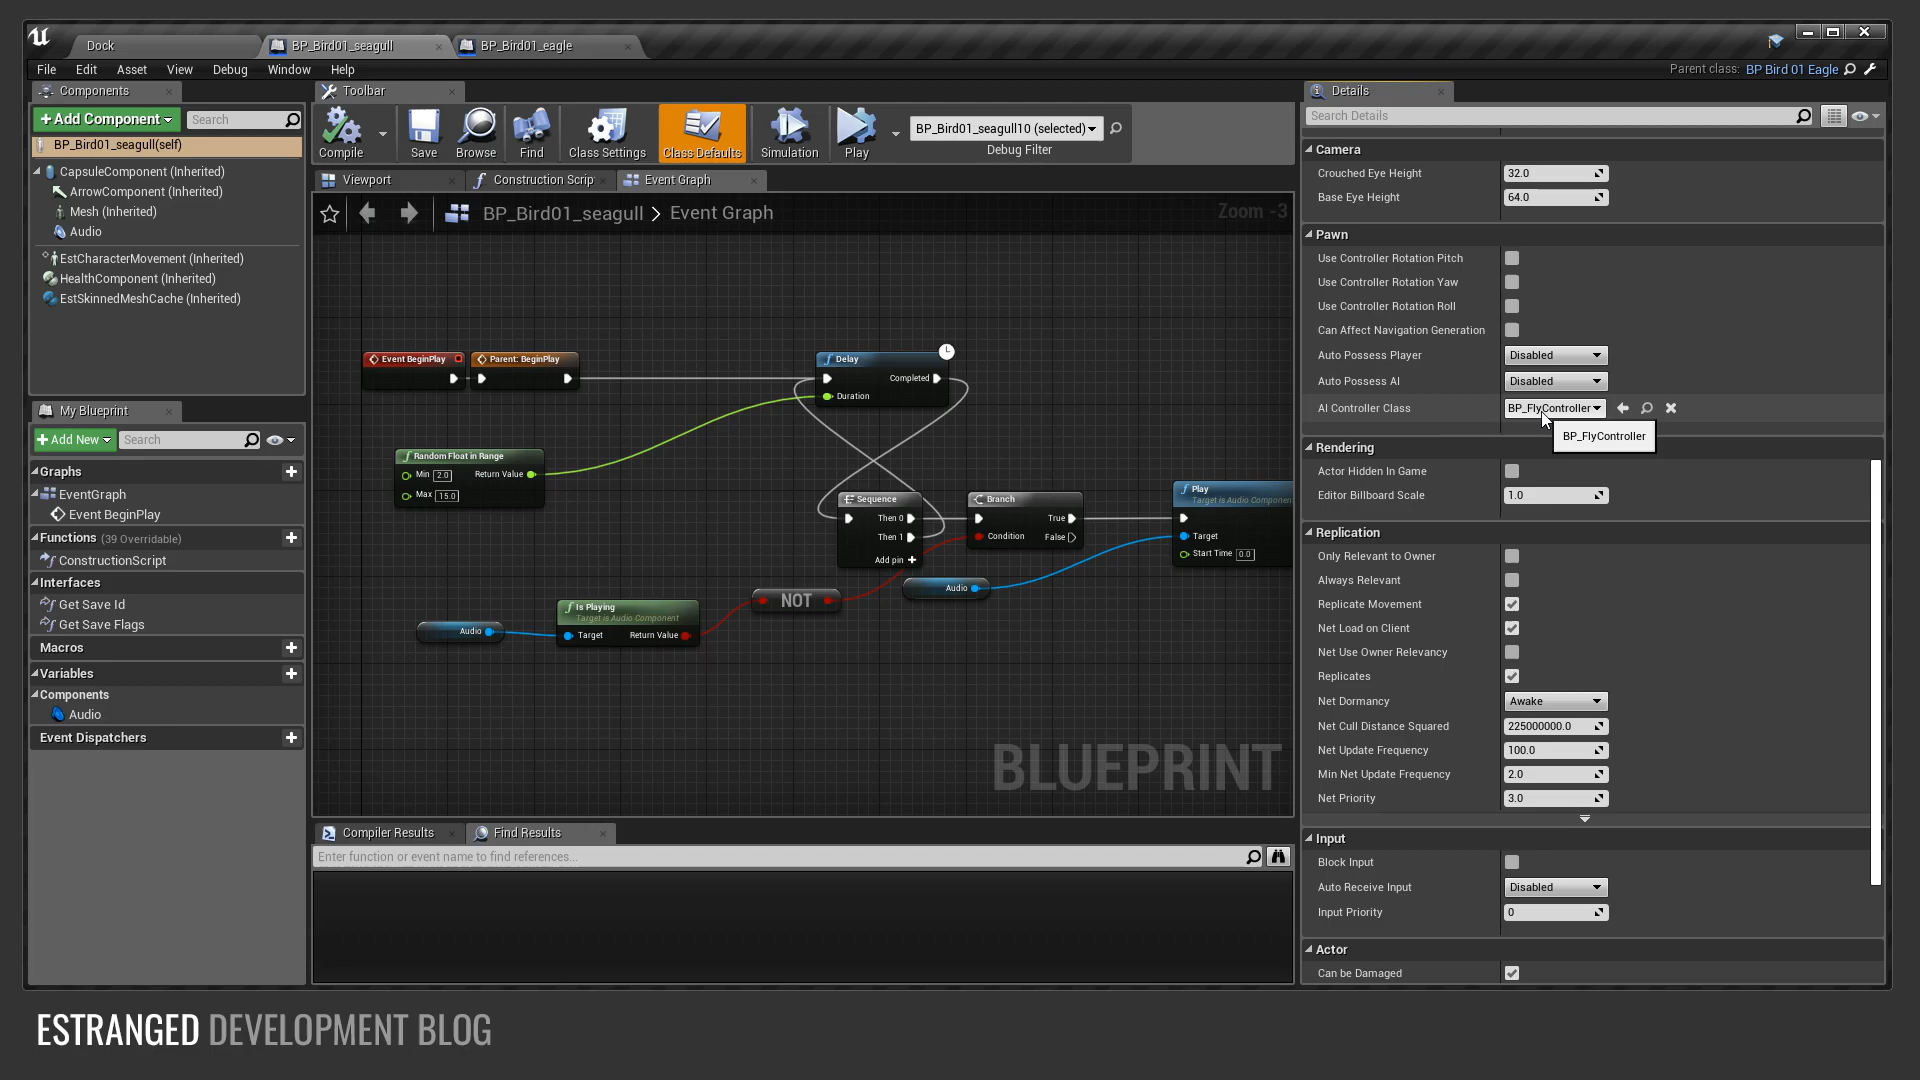 Dock
BP_Bird01_seagull
BP_Bird01_eagle
File Edit Asset View Debug Window Help
Parent class: BP Bird 01 Eagle
Components
+Add Component
Search
BP_Bird01_seagull(self)
CapsuleComponent (Inherited)
ArrowComponent (Inherited)
Mesh (Inherited)
Audio
EstCharacterMovement (Inherited)
HealthComponent (Inherited)
EstSkinnedMeshCache (Inherited)
My Blueprint
+Add New
Search
Graphs
EventGraph
Event BeginPlay
Functions (39 Overridable)
ConstructionScript
Interfaces
Get Save Id
Get Save Flags
Macros
Variables
Components
Audio
Event Dispatchers
Toolbar
Compile
Save
Browse
Find
Class Settings
Class Defaults
Simulation
Play
BP_Bird01_seagull10 (selected)
Debug Filter
Viewport
Construction Scrip
Event Graph
BP_Bird01_seagull > Event Graph
Zoom -3
Event BeginPlay
Parent: BeginPlay
Delay
Completed
Duration
Random Float in Range
Min 2.0 Return Value
Max 15.0
Sequence
Then 0
Then 1
Add pin +
Branch
True
Condition False
Play
Target is Audio Componen
Target
Start Time 0.0
Audio
NOT
Is Playing
Target is Audio Component
Target Return Value
Audio
BLUEPRINT
Compiler Results
Find Results
Enter function or event name to find references...
Details
Search Details
Camera
Crouched Eye Height 32.0
Base Eye Height 64.0
Pawn
Use Controller Rotation Pitch
Use Controller Rotation Yaw
Use Controller Rotation Roll
Can Affect Navigation Generation
Auto Possess Player Disabled
Auto Possess AI Disabled
AI Controller Class BP_FlyController
BP_FlyController
Rendering
Actor Hidden In Game
Editor Billboard Scale 1.0
Replication
Only Relevant to Owner
Always Relevant
Replicate Movement
Net Load on Client
Net Use Owner Relevancy
Replicates
Net Dormancy Awake
Net Cull Distance Squared 225000000.0
Net Update Frequency 100.0
Min Net Update Frequency 2.0
Net Priority 3.0
Input
Block Input
Auto Receive Input Disabled
Input Priority 0
Actor
Can be Damaged
ESTRANGED DEVELOPMENT BLOG